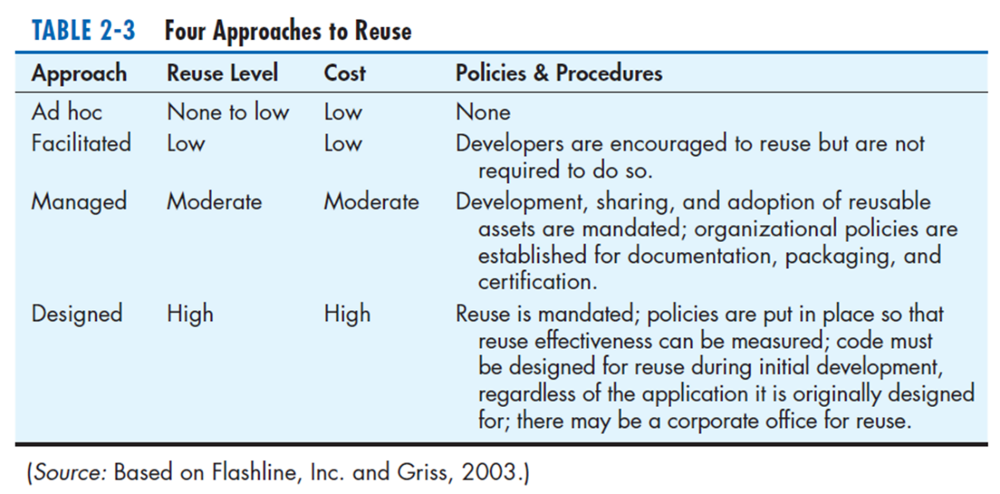 TABLE 2-3 Four Approaches to Reuse
Approach Reuse Level Cost Policies & Procedures
Ad hoc None to low Low None
Facilitated Low Low Developers are encouraged to reuse but are not
required to do so.
Managed Moderate Moderate Development, sharing, and adoption of reusable
assets are mandated; organizational policies are
established for documentation, packaging, and
certification.
Designed High High Reuse is mandated; policies are put in place so that
reuse effectiveness can be measured; code must
be designed for reuse during initial development,
regardless of the application it is originally designed
for; there may be a corporate office for reuse.
(Source: Based on Flashline, Inc. and Griss, 2003.)